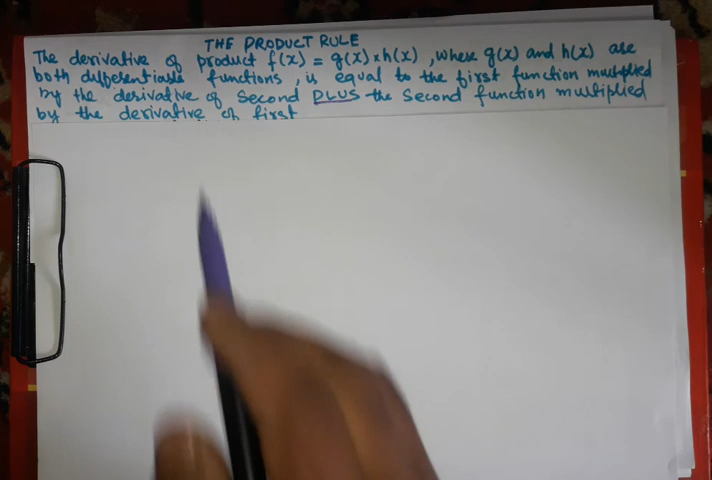 THE PRODUCT RULE
The derivative of product f(x) = g(x) × h(x), where g(x) and h(x) are
both differentiable functions, is equal to the first function multiplied
by the derivative of Second PLUS the Second function multiplied
by the derivative of first